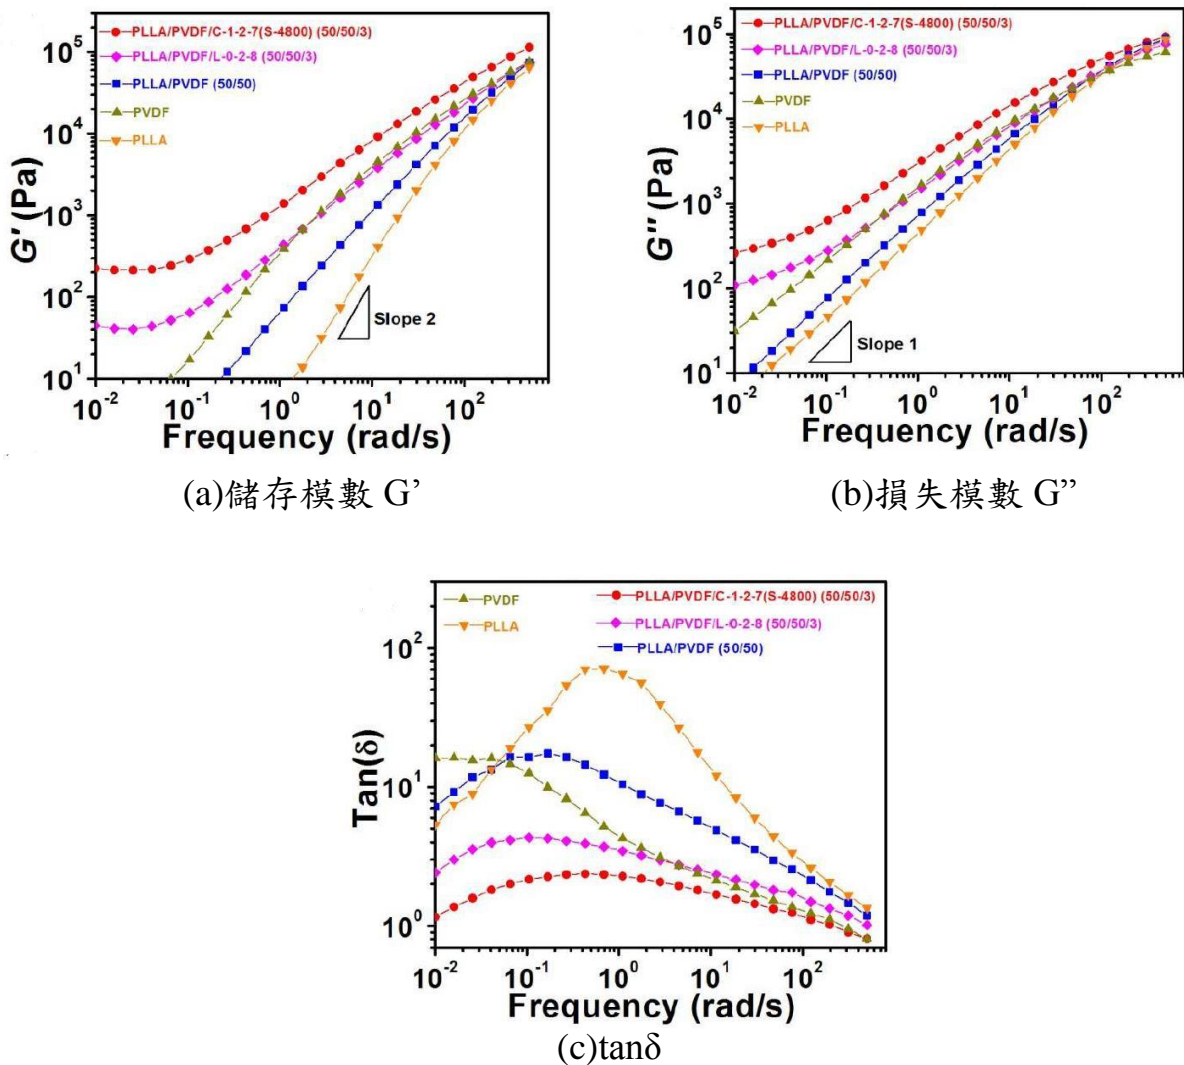 PLLA/PVDF/C-1-2-7(S-4800) (50/50/3)
PLLA/PVDF/L-0-2-8 (50/50/3)
PLLA/PVDF (50/50)
PVDF
PLLA
10^5
10^4
10^3
10^2
10^1
G' (Pa)
Slope 2
10^-2 10^-1 10^0 10^1 10^2
Frequency (rad/s)
(a)儲存模數 G’
PLLA/PVDF/C-1-2-7(S-4800) (50/50/3)
PLLA/PVDF/L-0-2-8 (50/50/3)
PLLA/PVDF (50/50)
PVDF
PLLA
10^5
10^4
10^3
10^2
10^1
G'' (Pa)
Slope 1
10^-2 10^-1 10^0 10^1 10^2
Frequency (rad/s)
(b)損失模數 G”
PVDF
PLLA
PLLA/PVDF/C-1-2-7(S-4800) (50/50/3)
PLLA/PVDF/L-0-2-8 (50/50/3)
PLLA/PVDF (50/50)
10^2
10^1
10^0
Tan(δ)
10^-2 10^-1 10^0 10^1 10^2
Frequency (rad/s)
(c)tanδ